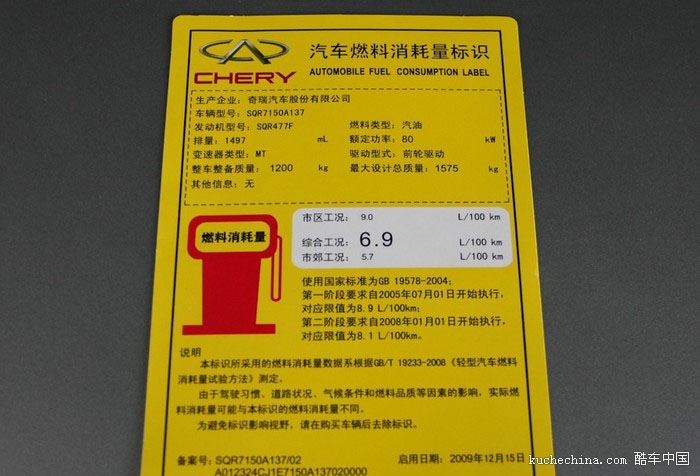 CHERY
汽车燃料消耗量标识
AUTOMOBILE FUEL CONSUMPTION LABEL
生产企业: 奇瑞汽车股份有限公司
车辆型号: SQR7150A137
发动机型号: SQR477F 燃料类型: 汽油
排量: 1497 mL 额定功率: 80 kW
变速器类型: MT 驱动型式: 前轮驱动
整车整备质量: 1200 kg 最大设计总质量: 1575 kg
其他信息: 无
燃料消耗量
市区工况: 9.0 L/100 km
综合工况: 6.9 L/100 km
市郊工况: 5.7 L/100 km
使用国家标准为GB 19578-2004;
第一阶段要求自2005年07月01日开始执行,
对应限值为8.9 L/100km;
第二阶段要求自2008年01月01日开始执行,
对应限值为8.1 L/100km。
说明
本标识所采用的燃料消耗量数据系根据GB/T 19233-2008《轻型汽车燃料
消耗量试验方法》测定。
由于驾驶习惯、道路状况、气候条件和燃料品质等因素的影响,实际燃
料消耗量可能与本标识的燃料消耗量不同。
为避免标识影响视野,请在购买车辆后去除标识。
备案号: SQR7150A137/02 启用日期: 2009年12月15日
A012324CJ1E7150A137020000
kuchechina.com 酷车中国